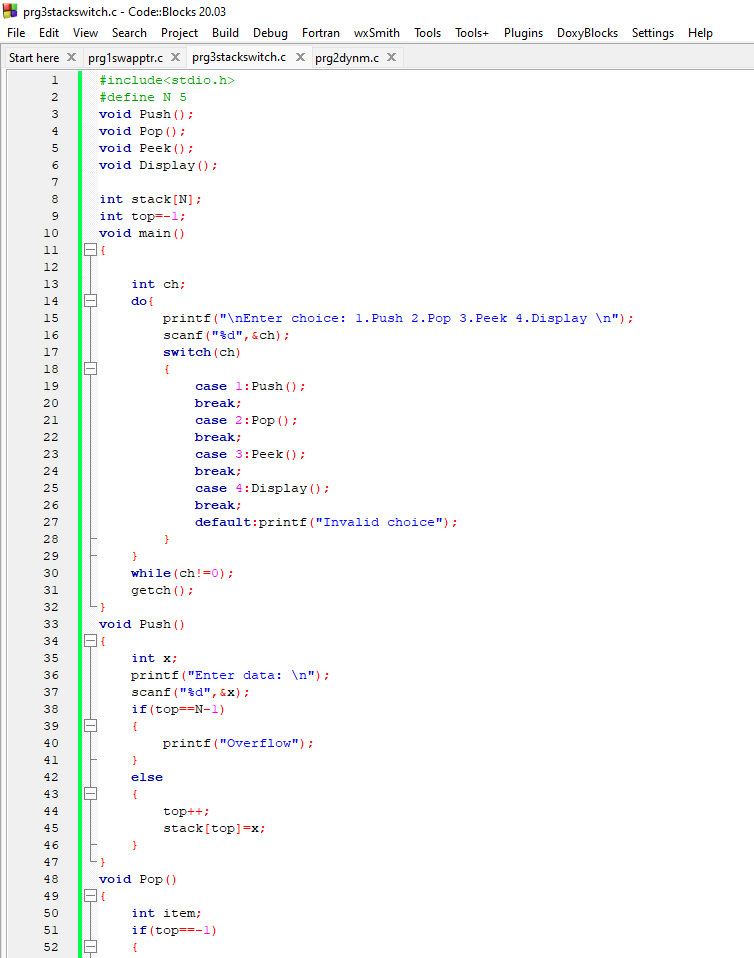 prg3stackswitch.c - Code::Blocks 20.03
File Edit View Search Project Build Debug Fortran wxSmith Tools Tools+ Plugins DoxyBlocks Settings Help
Start here prg1swapptr.c prg3stackswitch.c prg2dynm.c
1 #include<stdio.h>
2 #define N 5
3 void Push();
4 void Pop();
5 void Peek();
6 void Display();
7
8 int stack[N];
9 int top=-1;
10 void main()
11 {
12
13 int ch;
14 do{
15 printf("\nEnter choice: 1.Push 2.Pop 3.Peek 4.Display \n");
16 scanf("%d",&ch);
17 switch(ch)
18 {
19 case 1:Push();
20 break;
21 case 2:Pop();
22 break;
23 case 3:Peek();
24 break;
25 case 4:Display();
26 break;
27 default:printf("Invalid choice");
28 }
29 }
30 while(ch!=0);
31 getch();
32 }
33 void Push()
34 {
35 int x;
36 printf("Enter data: \n");
37 scanf("%d",&x);
38 if(top==N-1)
39 {
40 printf("Overflow");
41 }
42 else
43 {
44 top++;
45 stack[top]=x;
46 }
47 }
48 void Pop()
49 {
50 int item;
51 if(top==-1)
52 {